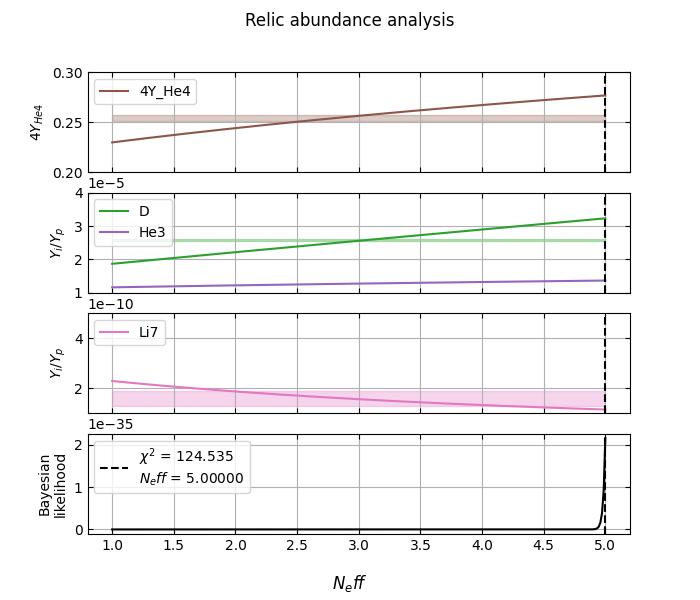 Relic abundance analysis
0.30
4Y_He4
4Y_{He4}
0.25
0.20
1e−5
4
D
He3
3
Y_i/Y_p
2
1
1e−10
Li7
4
Y_i/Y_p
2
1e−35
2
χ² = 124.535
N_eff = 5.00000
Bayesian
likelihood
1
0
1.0 1.5 2.0 2.5 3.0 3.5 4.0 4.5 5.0
N_eff